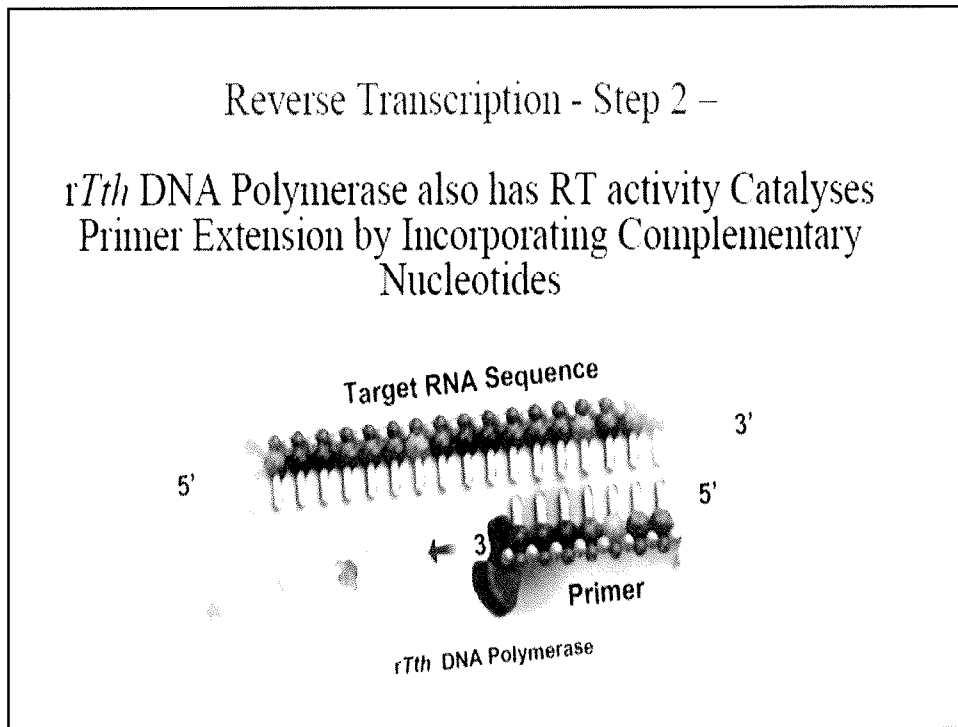 Reverse Transcription - Step 2 –
rTth DNA Polymerase also has RT activity Catalyses
Primer Extension by Incorporating Complementary
Nucleotides
Target RNA Sequence
3’
5’
5’
3
Primer
rTth DNA Polymerase